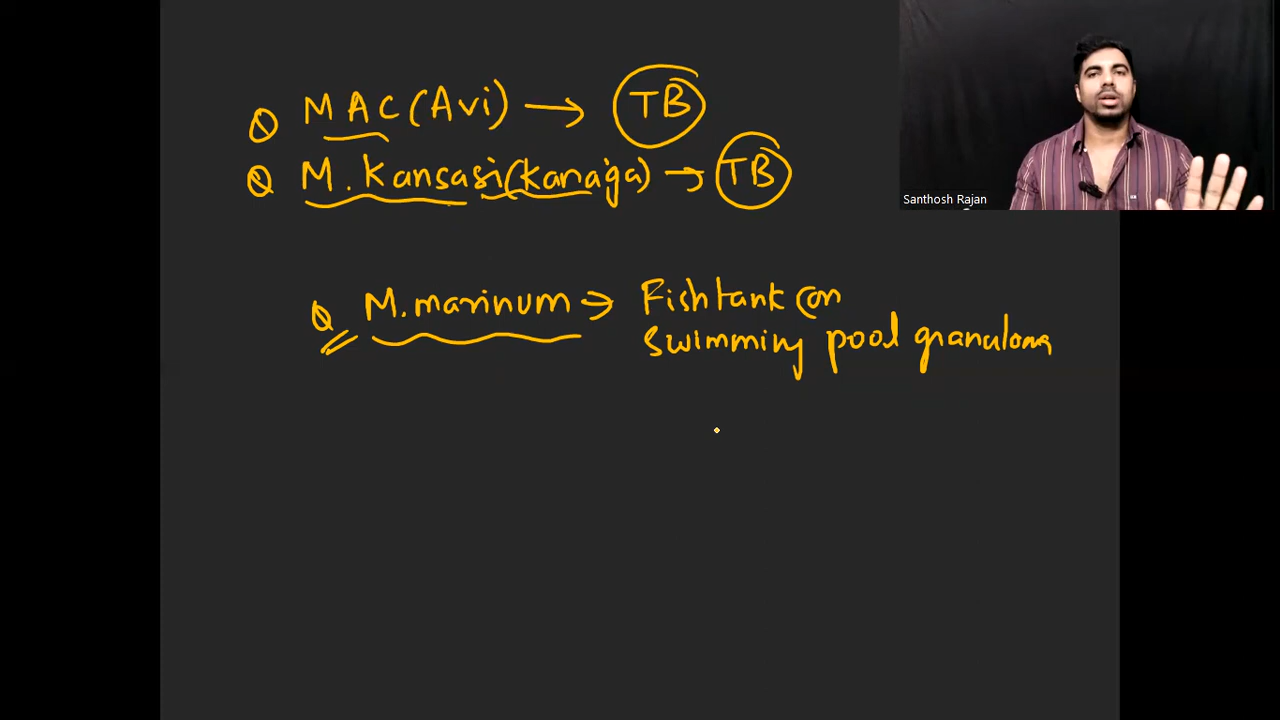 Q MAC (Avi) → TB
Q M. Kansasi (kanaga) → TB
Santhosh Rajan
Q M. marinum → Fishtank (or)
swimming pool granuloma